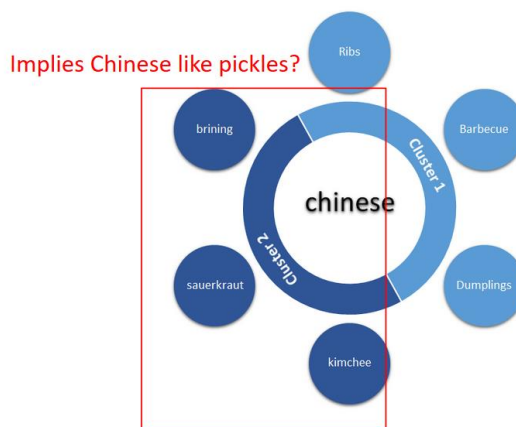 Implies Chinese like pickles?
Ribs
brining
Barbecue
Cluster 1
chinese
Cluster 2
sauerkraut
Dumplings
kimchee